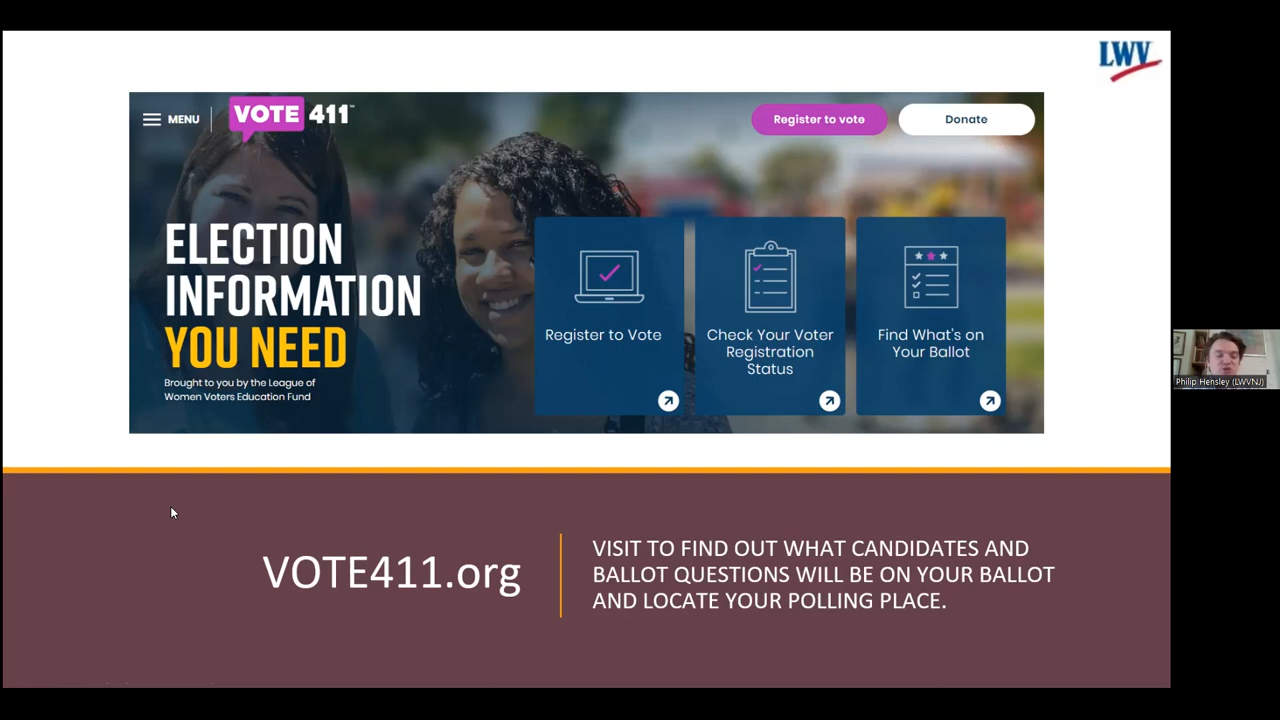 LWV
MENU
VOTE 411™
Register to vote
Donate
ELECTION
INFORMATION
YOU NEED
Brought to you by the League of
Women Voters Education Fund
Register to Vote
Check Your Voter
Registration
Status
Find What's on
Your Ballot
Philip Hensley (LWVNJ)
VOTE411.org
VISIT TO FIND OUT WHAT CANDIDATES AND
BALLOT QUESTIONS WILL BE ON YOUR BALLOT
AND LOCATE YOUR POLLING PLACE.